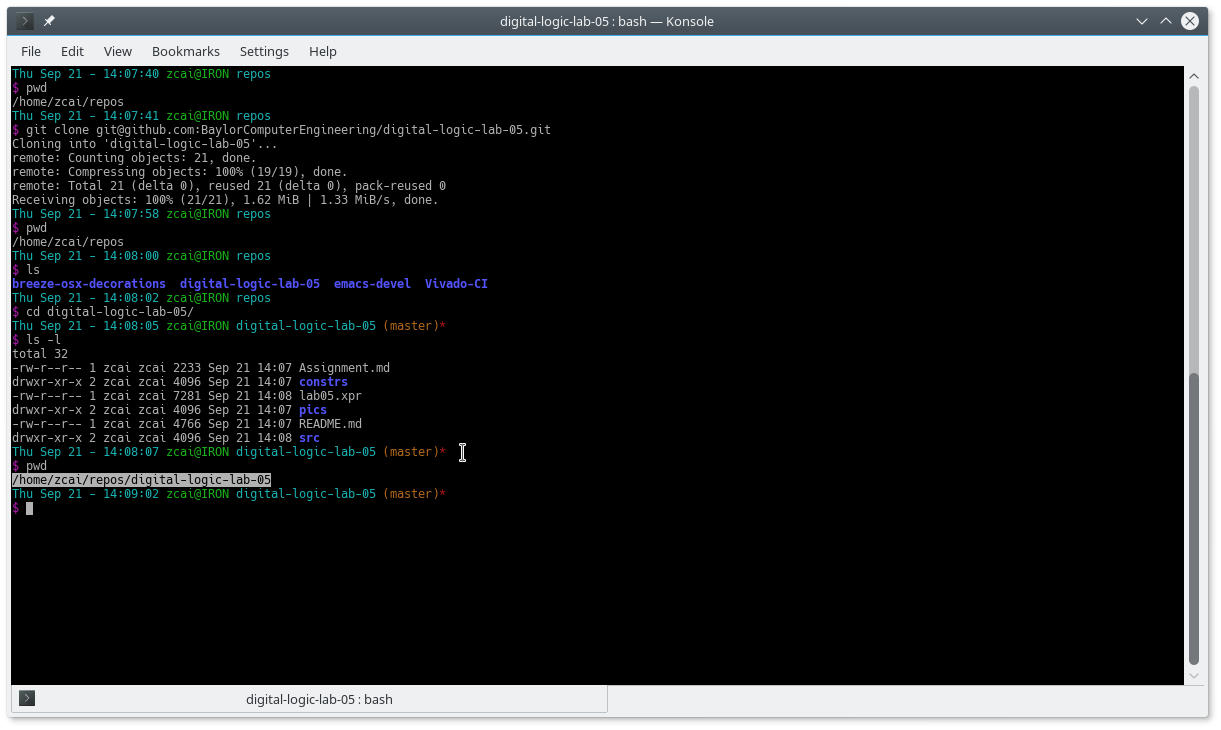 digital-logic-lab-05 : bash — Konsole
File Edit View Bookmarks Settings Help
Thu Sep 21 - 14:07:40 zcai@IRON repos
$ pwd
/home/zcai/repos
Thu Sep 21 - 14:07:41 zcai@IRON repos
$ git clone git@github.com:BaylorComputerEngineering/digital-logic-lab-05.git
Cloning into 'digital-logic-lab-05'...
remote: Counting objects: 21, done.
remote: Compressing objects: 100% (19/19), done.
remote: Total 21 (delta 0), reused 21 (delta 0), pack-reused 0
Receiving objects: 100% (21/21), 1.62 MiB | 1.33 MiB/s, done.
Thu Sep 21 - 14:07:58 zcai@IRON repos
$ pwd
/home/zcai/repos
Thu Sep 21 - 14:08:00 zcai@IRON repos
$ ls
breeze-osx-decorations  digital-logic-lab-05  emacs-devel  Vivado-CI
Thu Sep 21 - 14:08:02 zcai@IRON repos
$ cd digital-logic-lab-05/
Thu Sep 21 - 14:08:05 zcai@IRON digital-logic-lab-05 (master)*
$ ls -l
total 32
-rw-r--r-- 1 zcai zcai 2233 Sep 21 14:07 Assignment.md
drwxr-xr-x 2 zcai zcai 4096 Sep 21 14:07 constrs
-rw-r--r-- 1 zcai zcai 7281 Sep 21 14:08 lab05.xpr
drwxr-xr-x 2 zcai zcai 4096 Sep 21 14:07 pics
-rw-r--r-- 1 zcai zcai 4766 Sep 21 14:07 README.md
drwxr-xr-x 2 zcai zcai 4096 Sep 21 14:08 src
Thu Sep 21 - 14:08:07 zcai@IRON digital-logic-lab-05 (master)*
$ pwd
/home/zcai/repos/digital-logic-lab-05
Thu Sep 21 - 14:09:02 zcai@IRON digital-logic-lab-05 (master)*
$
digital-logic-lab-05 : bash